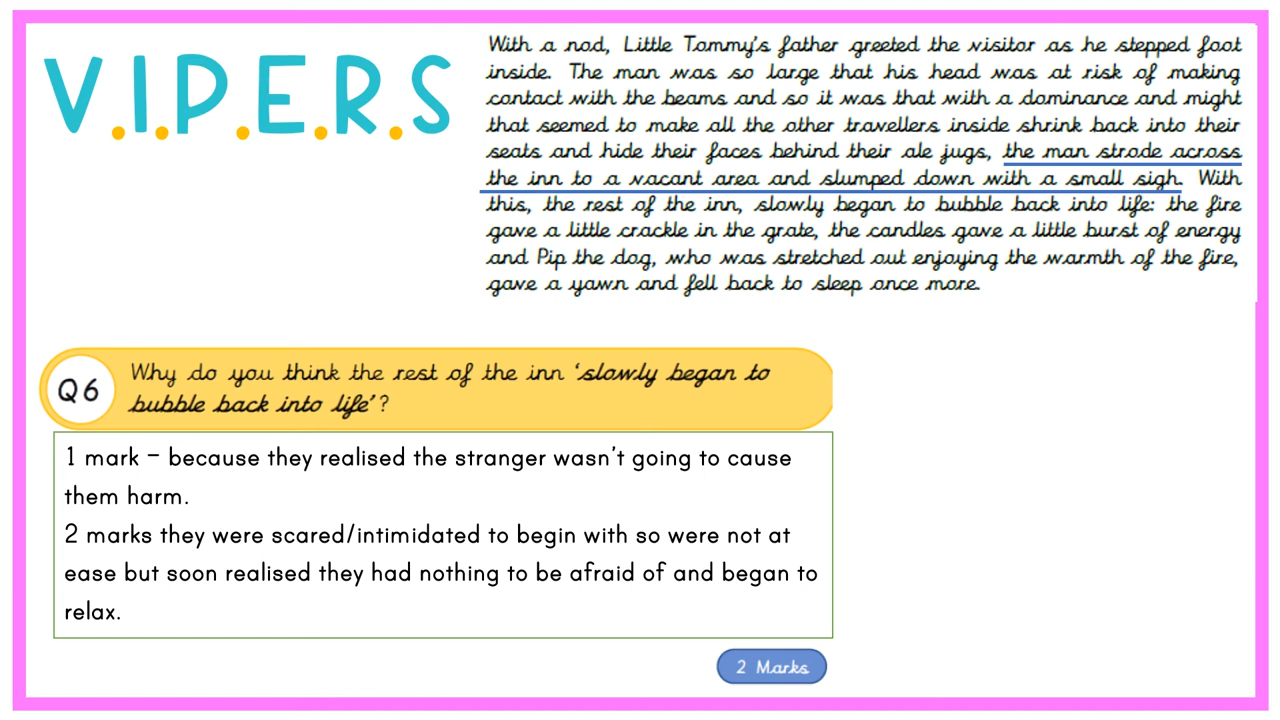 V.I.P.E.R.S
With a nod, Little Tommy's father greeted the visitor as he stepped foot
inside. The man was so large that his head was at risk of making
contact with the beams and so it was that with a dominance and might
that seemed to make all the other travellers inside shrink back into their
seats and hide their faces behind their ale jugs, the man strode across
the inn to a vacant area and slumped down with a small sigh. With
this, the rest of the inn, slowly began to bubble back into life: the fire
gave a little crackle in the grate, the candles gave a little burst of energy
and Pip the dog, who was stretched out enjoying the warmth of the fire,
gave a yawn and fell back to sleep once more.
Q6
Why do you think the rest of the inn 'slowly began to
bubble back into life'?
1 mark – because they realised the stranger wasn't going to cause
them harm.
2 marks they were scared/intimidated to begin with so were not at
ease but soon realised they had nothing to be afraid of and began to
relax.
2 Marks